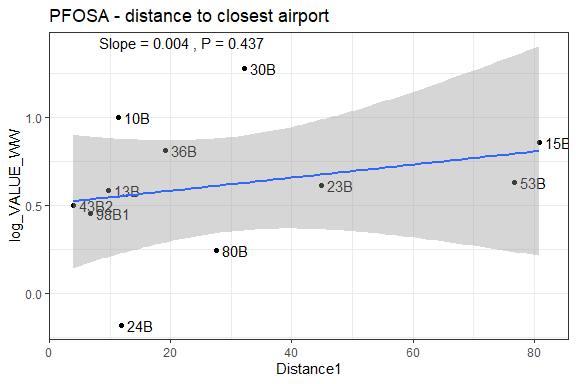 PFOSA - distance to closest airport
Slope = 0.004 , P = 0.437
30B
1.0
10B
15B
36B
13B
23B
53B
0.5
43B2
98B1
80B
0.0
24B
log_VALUE_WW
0
20
40
60
80
Distance1